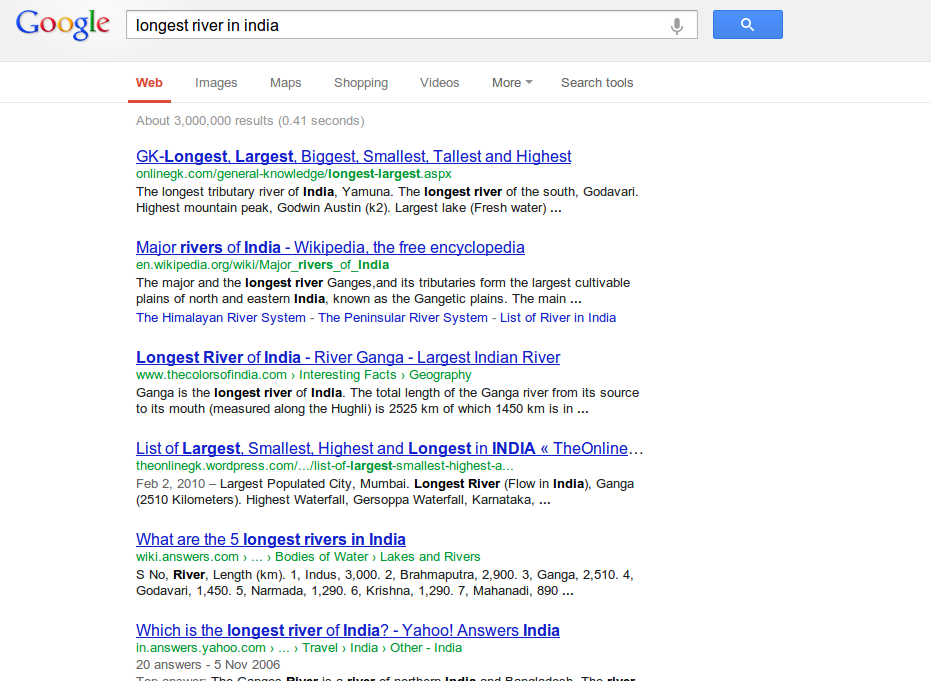 Google
longest river in india
Web Images Maps Shopping Videos More Search tools
About 3,000,000 results (0.41 seconds)
GK-Longest, Largest, Biggest, Smallest, Tallest and Highest
onlinegk.com/general-knowledge/longest-largest.aspx
The longest tributary river of India, Yamuna. The longest river of the south, Godavari.
Highest mountain peak, Godwin Austin (k2). Largest lake (Fresh water) ...
Major rivers of India - Wikipedia, the free encyclopedia
en.wikipedia.org/wiki/Major_rivers_of_India
The major and the longest river Ganges,and its tributaries form the largest cultivable
plains of north and eastern India, known as the Gangetic plains. The main ...
The Himalayan River System - The Peninsular River System - List of River in India
Longest River of India - River Ganga - Largest Indian River
www.thecolorsofindia.com › Interesting Facts › Geography
Ganga is the longest river of India. The total length of the Ganga river from its source
to its mouth (measured along the Hughli) is 2525 km of which 1450 km is in ...
List of Largest, Smallest, Highest and Longest in INDIA « TheOnline...
theonlinegk.wordpress.com/.../list-of-largest-smallest-highest-a...
Feb 2, 2010 – Largest Populated City, Mumbai. Longest River (Flow in India), Ganga
(2510 Kilometers). Highest Waterfall, Gersoppa Waterfall, Karnataka, ...
What are the 5 longest rivers in India
wiki.answers.com › ... › Bodies of Water › Lakes and Rivers
S No, River, Length (km). 1, Indus, 3,000. 2, Brahmaputra, 2,900. 3, Ganga, 2,510. 4,
Godavari, 1,450. 5, Narmada, 1,290. 6, Krishna, 1,290. 7, Mahanadi, 890 ...
Which is the longest river of India? - Yahoo! Answers India
in.answers.yahoo.com › ... › Travel › India › Other - India
20 answers - 5 Nov 2006
Top answer: The Ganges River is a river of northern India and Bangladesh. The river